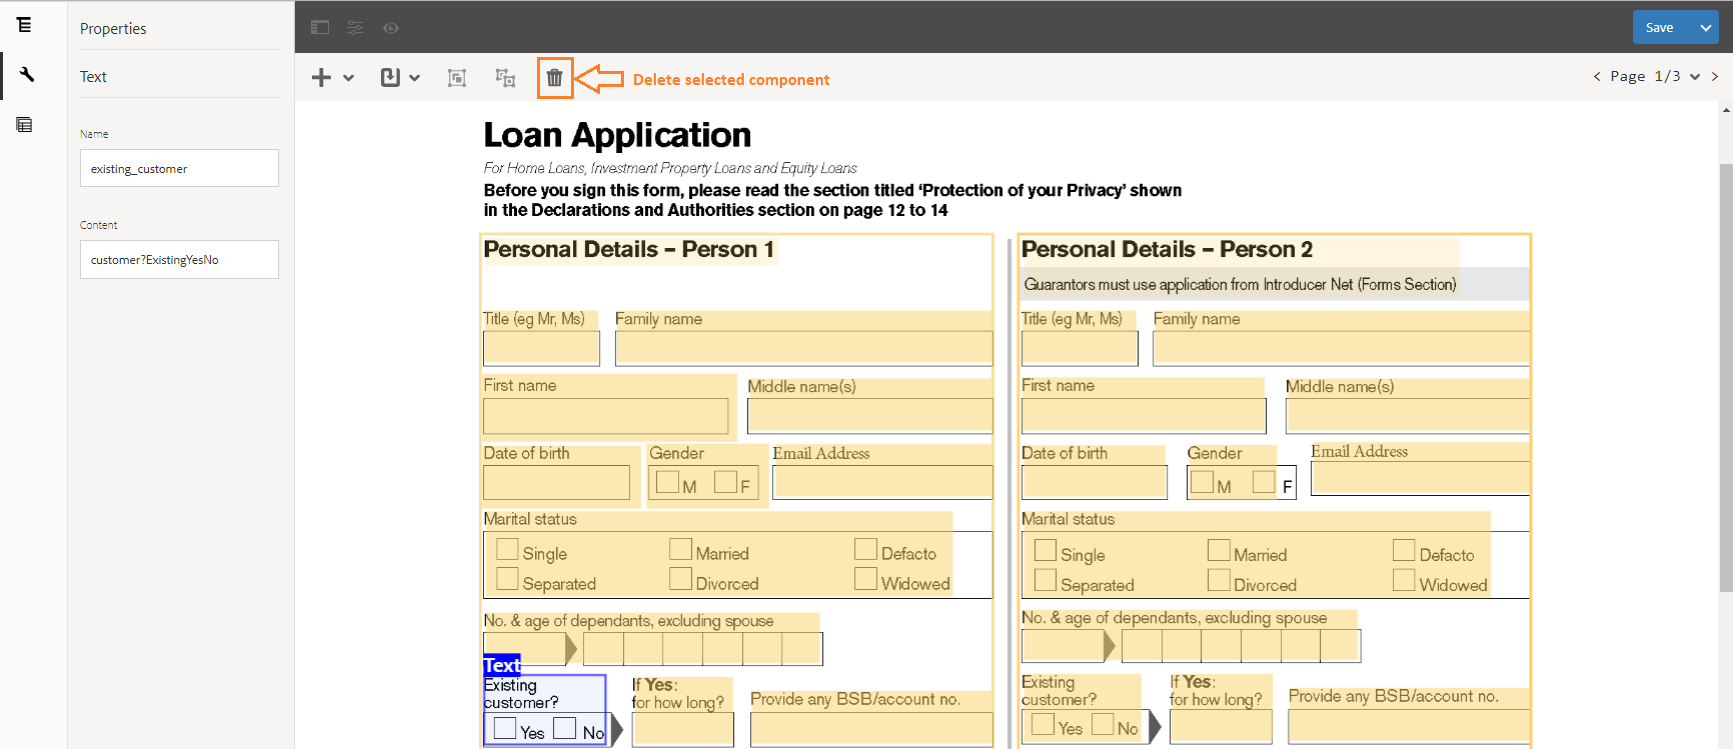 Properties
Text
Name
existing_customer
Content
customer?ExistingYesNo
Save
Delete selected component
< Page 1/3 >
Loan Application
For Home Loans, Investment Property Loans and Equity Loans
Before you sign this form, please read the section titled ‘Protection of your Privacy’ shown
in the Declarations and Authorities section on page 12 to 14
Personal Details – Person 1
Title (eg Mr, Ms) Family name
First name Middle name(s)
Date of birth Gender Email Address
M F
Marital status
Single Married Defacto
Separated Divorced Widowed
No. & age of dependants, excluding spouse
Text
Existing
customer?
Yes No
If Yes:
for how long?
Provide any BSB/account no.
Personal Details – Person 2
Guarantors must use application from Introducer Net (Forms Section)
Title (eg Mr, Ms) Family name
First name Middle name(s)
Date of birth Gender Email Address
M F
Marital status
Single Married Defacto
Separated Divorced Widowed
No. & age of dependants, excluding spouse
Existing
customer?
Yes No
If Yes:
for how long?
Provide any BSB/account no.